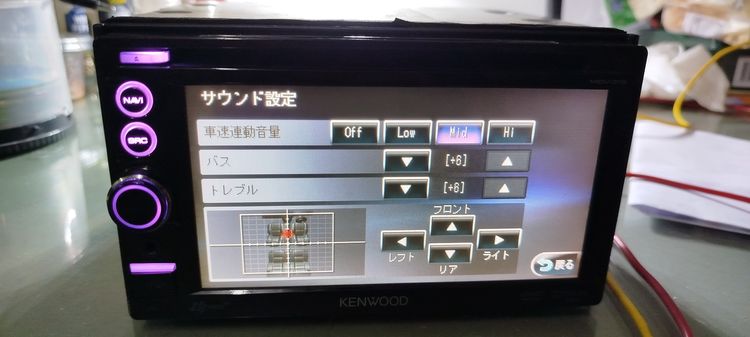 NAVI
SRC
サウンド設定
車速連動音量 Off Low Mid Hi
バス ▼ [+6] ▲
トレブル ▼ [+6] ▲
フロント
レフト ライト
リア
戻る
KENWOOD